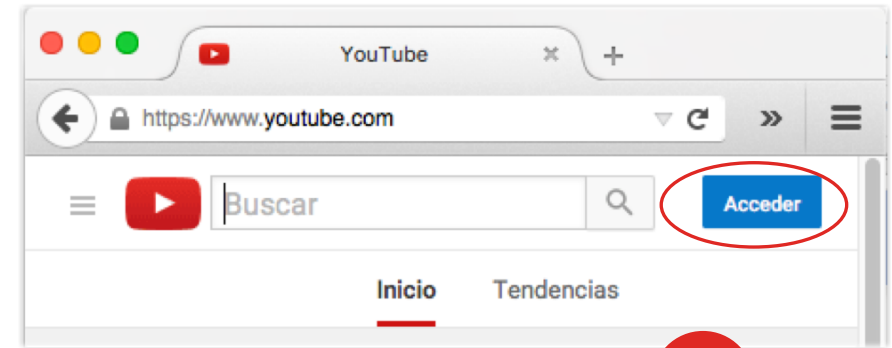 YouTube
https://www.youtube.com
Buscar
Acceder
Inicio Tendencias